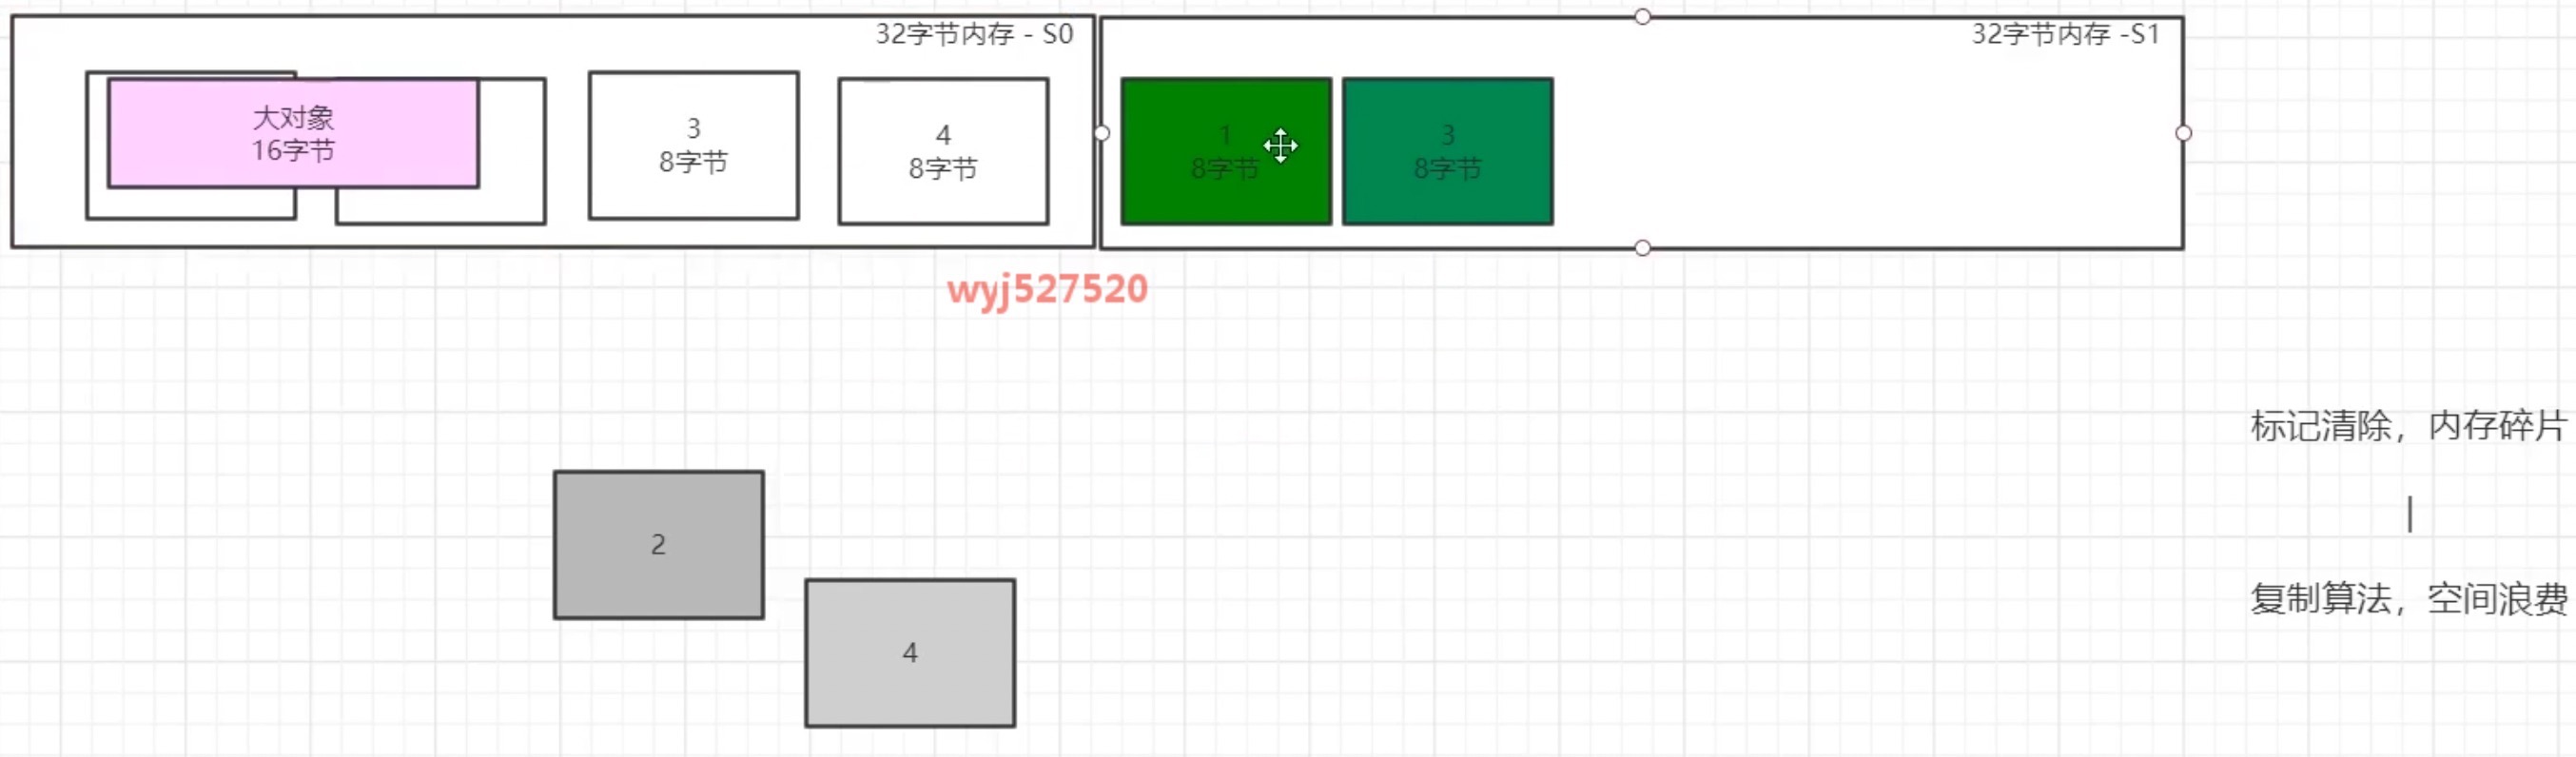 32字节内存 - S0
大对象
16字节
3
8字节
4
8字节
32字节内存 -S1
1
8字节
3
8字节
wyj527520
标记清除，内存碎片
2
复制算法，空间浪费
4